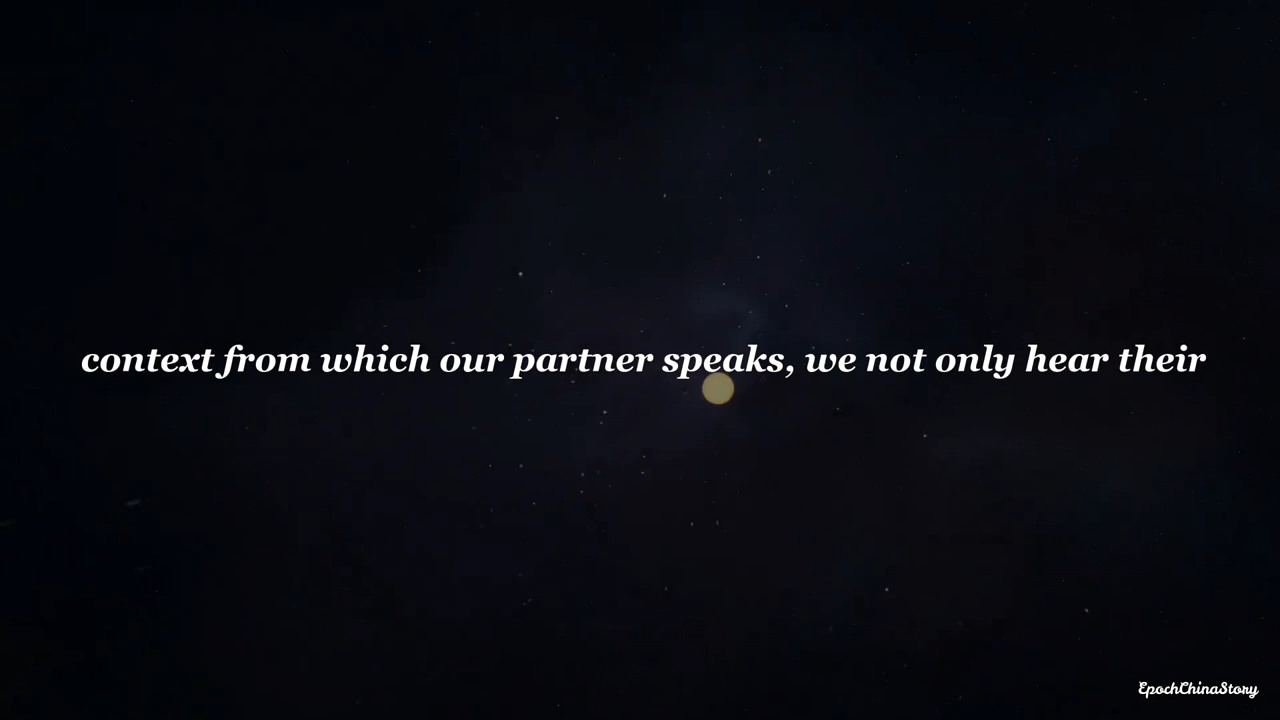 context from which our partner speaks, we not only hear their
EpochChinaStory